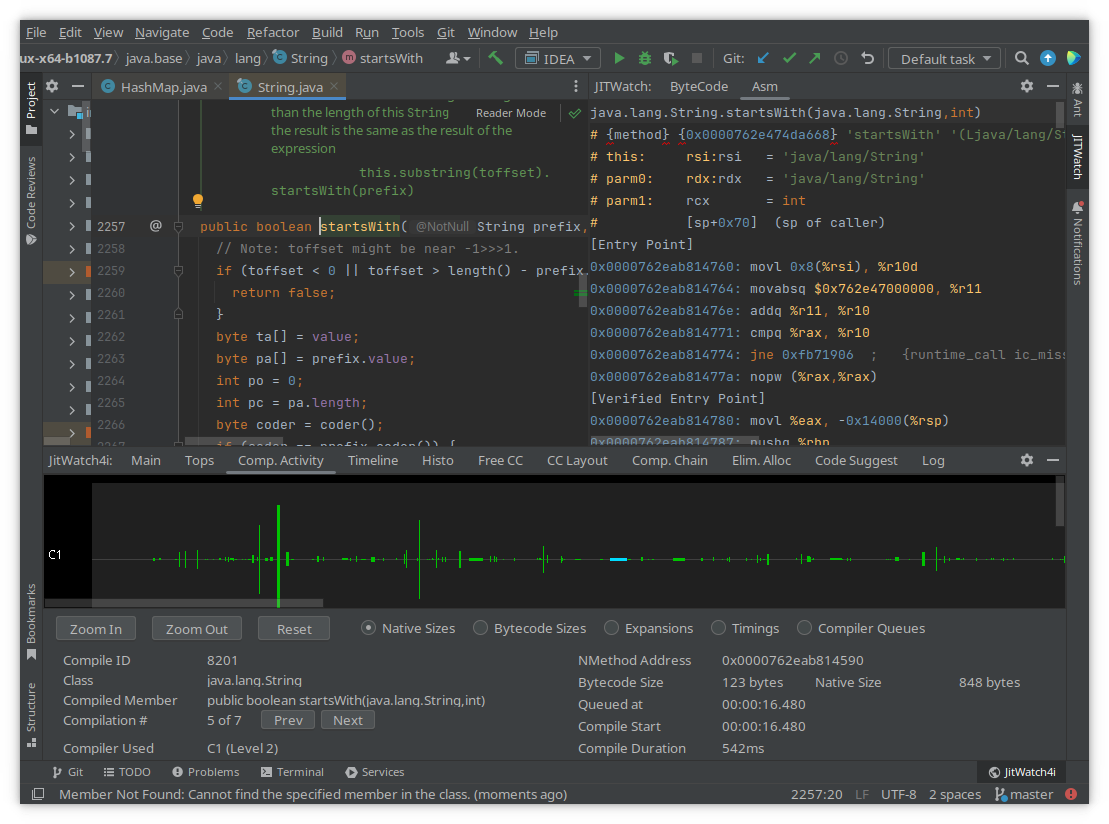 File Edit View Navigate Code Refactor Build Run Tools Git Window Help
ux-x64-b1087.7 java.base java lang String startsWith IDEA Git: Default task
Project
Code Reviews
Bookmarks
Structure
HashMap.java String.java
Reader Mode
than the length of this String
the result is the same as the result of the
expression
this.substring(toffset).
startsWith(prefix)
2257 @ public boolean startsWith( @NotNull String prefix,
2258 // Note: toffset might be near -1>>>1.
2259 if (toffset < 0 || toffset > length() - prefix.
2260 return false;
2261 }
2262 byte ta[] = value;
2263 byte pa[] = prefix.value;
2264 int po = 0;
2265 int pc = pa.length;
2266 byte coder = coder();
2267 if (coder == prefix.coder()) {
JITWatch: ByteCode Asm
java.lang.String.startsWith(java.lang.String,int)
# {method} {0x0000762e474da668} 'startsWith' '(Ljava/lang/St
# this: rsi:rsi = 'java/lang/String'
# parm0: rdx:rdx = 'java/lang/String'
# parm1: rcx = int
# [sp+0x70] (sp of caller)
[Entry Point]
0x0000762eab814760: movl 0x8(%rsi), %r10d
0x0000762eab814764: movabsq $0x762e47000000, %r11
0x0000762eab81476e: addq %r11, %r10
0x0000762eab814771: cmpq %rax, %r10
0x0000762eab814774: jne 0xfb71906 ; {runtime_call ic_miss
0x0000762eab81477a: nopw (%rax,%rax)
[Verified Entry Point]
0x0000762eab814780: movl %eax, -0x14000(%rsp)
0x0000762eab814787: pushq %rbp
Ant
JITWatch
Notifications
JitWatch4i: Main Tops Comp. Activity Timeline Histo Free CC CC Layout Comp. Chain Elim. Alloc Code Suggest Log
C1
Zoom In Zoom Out Reset Native Sizes Bytecode Sizes Expansions Timings Compiler Queues
Compile ID 8201
Class java.lang.String
Compiled Member public boolean startsWith(java.lang.String,int)
Compilation # 5 of 7 Prev Next
Compiler Used C1 (Level 2)
NMethod Address 0x0000762eab814590
Bytecode Size 123 bytes Native Size 848 bytes
Queued at 00:00:16.480
Compile Start 00:00:16.480
Compile Duration 542ms
Git TODO Problems Terminal Services JitWatch4i
Member Not Found: Cannot find the specified member in the class. (moments ago) 2257:20 LF UTF-8 2 spaces master